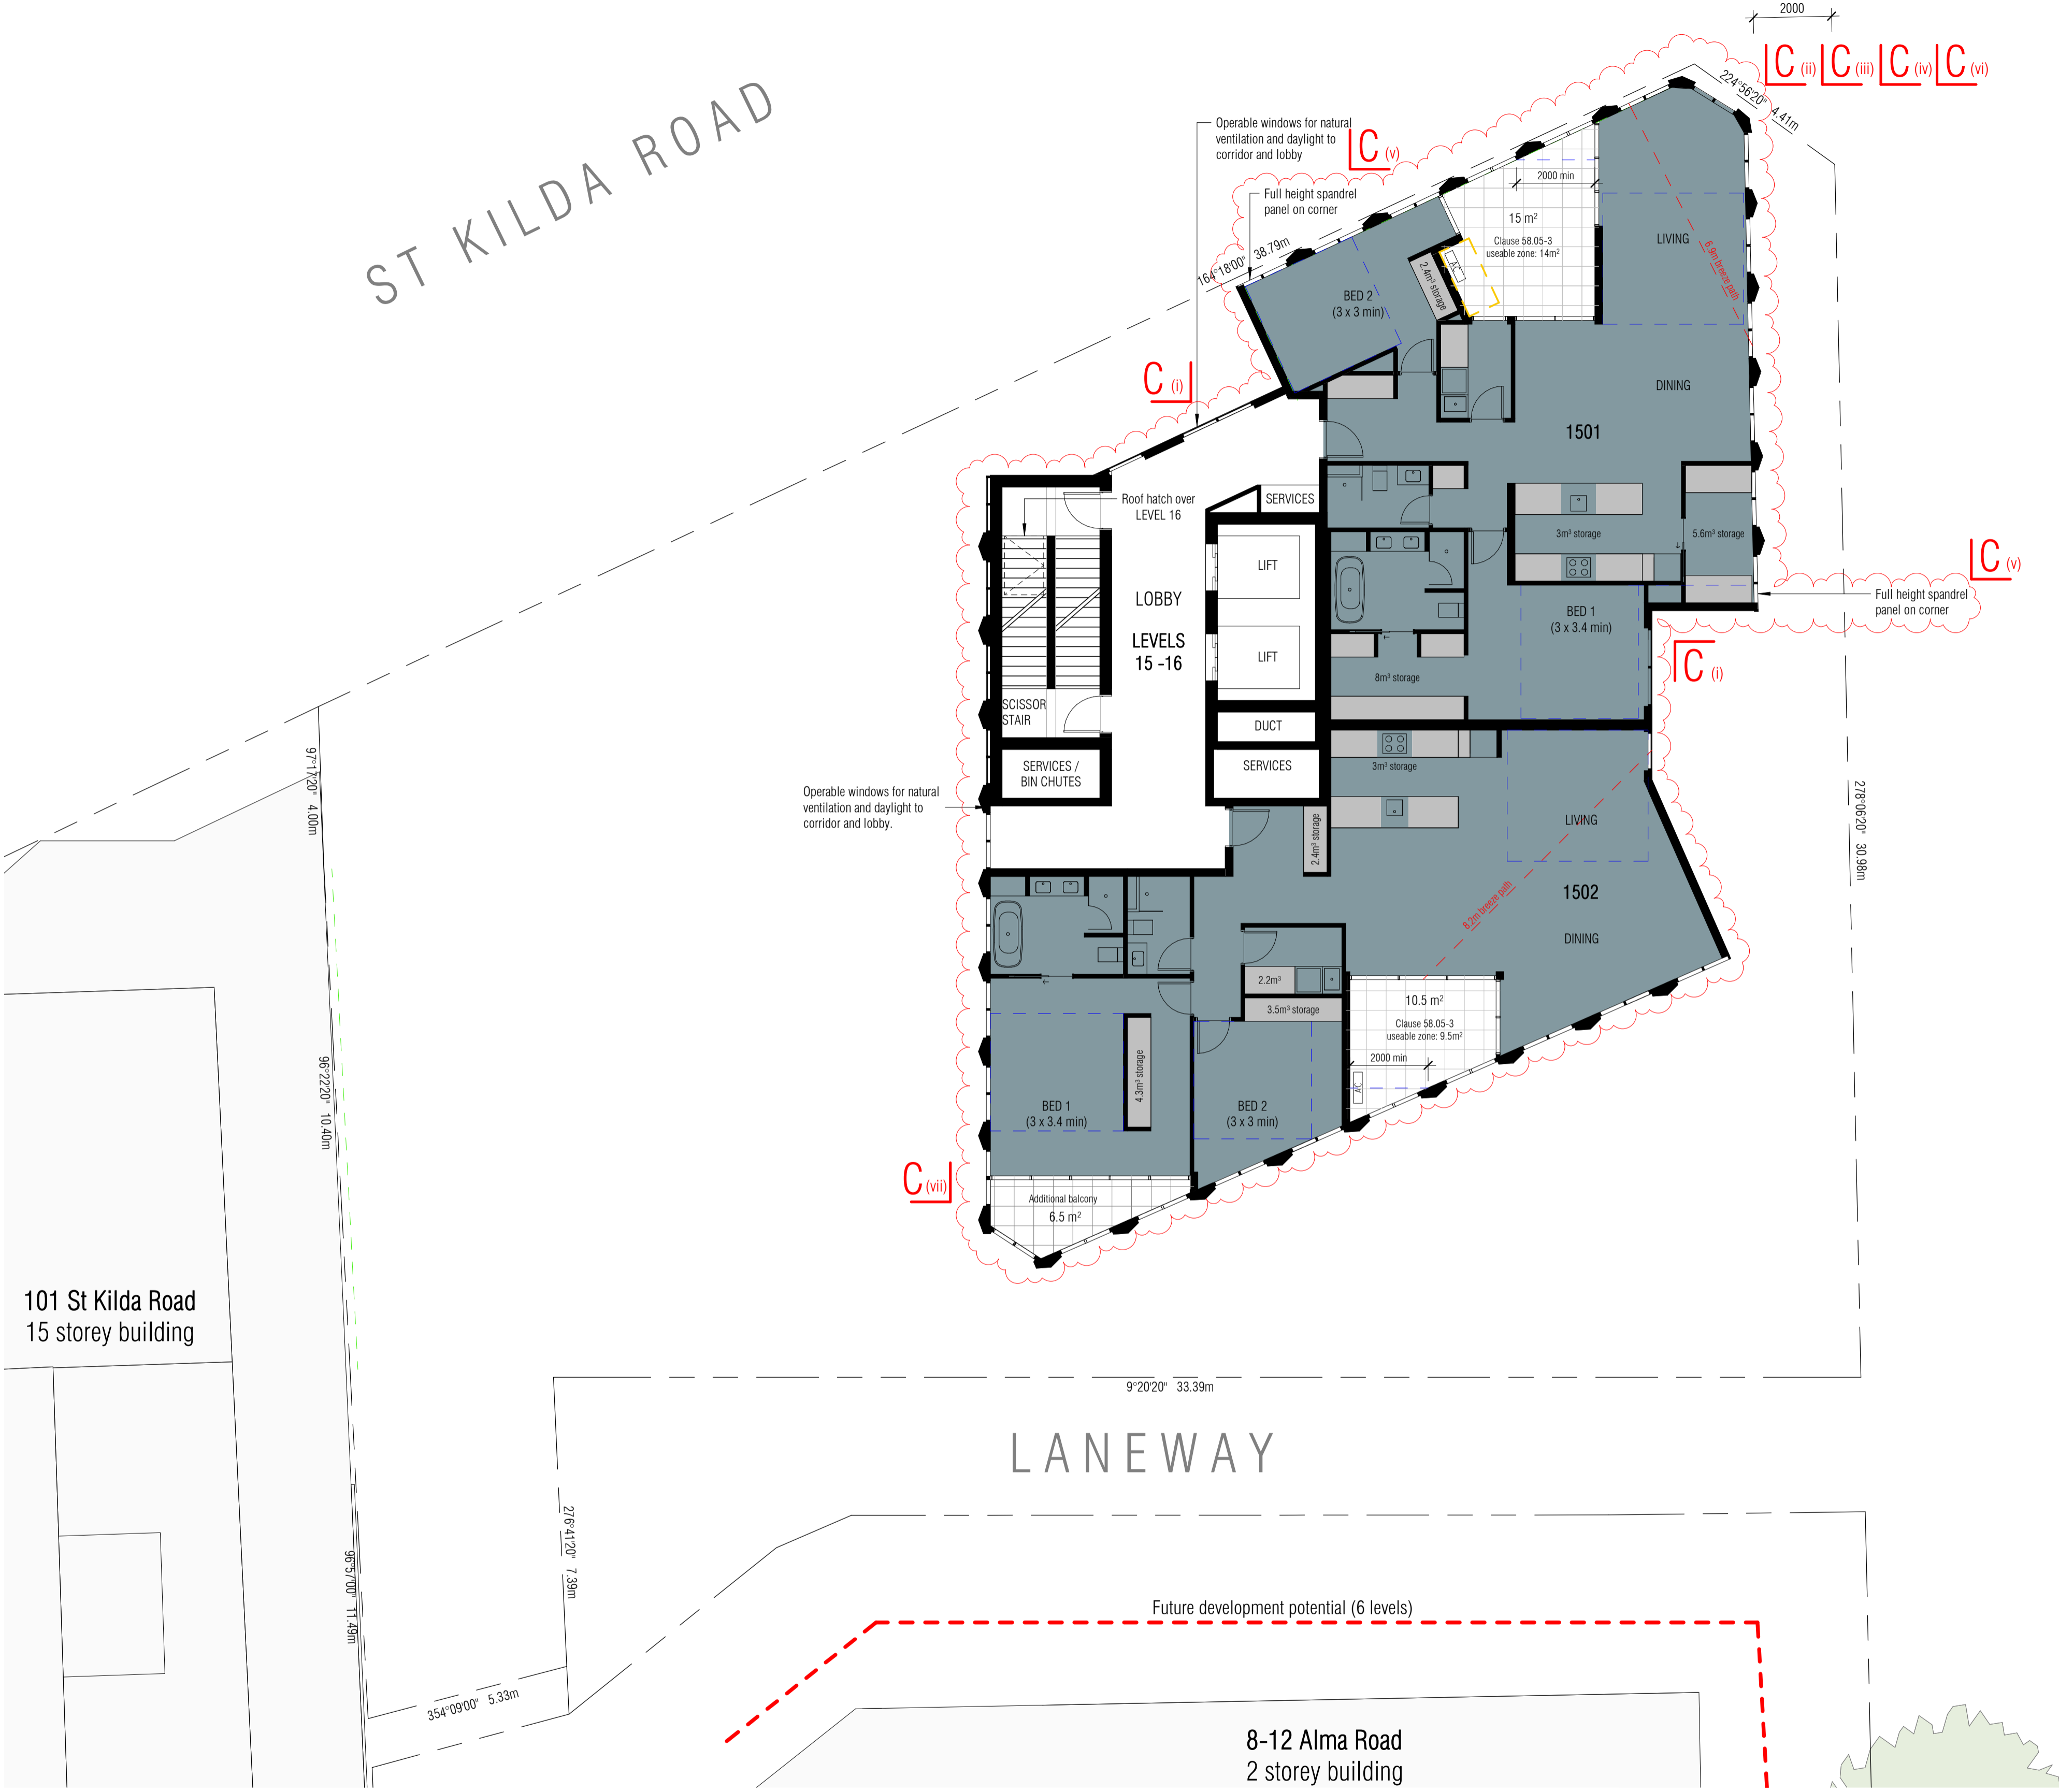 2000
C (ii)
C (iii)
C (iv)
C (vi)
224°56'20" 4.41m
ST KILDA ROAD
Operable windows for natural
ventilation and daylight to
corridor and lobby
C (v)
Full height spandrel
panel on corner
164°18'00" 38.79m
2000 min
15 m²
Clause 58.05-3
useable zone: 14m²
LIVING
6.9m breeze path
AC
2.4m³ storage
BED 2
(3 x 3 min)
C (i)
DINING
1501
Roof hatch over
LEVEL 16
SERVICES
3m³ storage
5.6m³ storage
LIFT
C (v)
LOBBY
LEVELS
15 -16
Full height spandrel
panel on corner
BED 1
(3 x 3.4 min)
LIFT
C (i)
8m³ storage
SCISSOR
STAIR
DUCT
SERVICES /
BIN CHUTES
SERVICES
3m³ storage
97°17'20" 4.00m
Operable windows for natural
ventilation and daylight to
corridor and lobby.
278°06'20" 30.98m
LIVING
2.4m³ storage
1502
8.2m breeze path
DINING
2.2m³
3.5m³ storage
10.5 m²
Clause 58.05-3
useable zone: 9.5m²
2000 min
AC
96°22'20" 10.40m
4.3m³ storage
BED 1
(3 x 3.4 min)
BED 2
(3 x 3 min)
C (vii)
Additional balcony
6.5 m²
101 St Kilda Road
15 storey building
9°20'20" 33.39m
LANEWAY
276°41'20" 7.39m
96°57'00" 11.49m
Future development potential (6 levels)
354°09'00" 5.33m
8-12 Alma Road
2 storey building